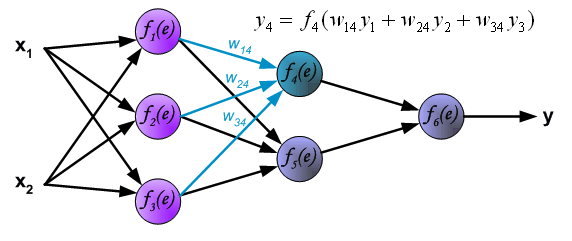 y₄ = f₄(w₁₄y₁ + w₂₄y₂ + w₃₄y₃)
f₁(e)
w₁₄
x₁
f₄(e)
w₂₄
f₂(e)
f₆(e)
y
w₃₄
f₅(e)
x₂
f₃(e)